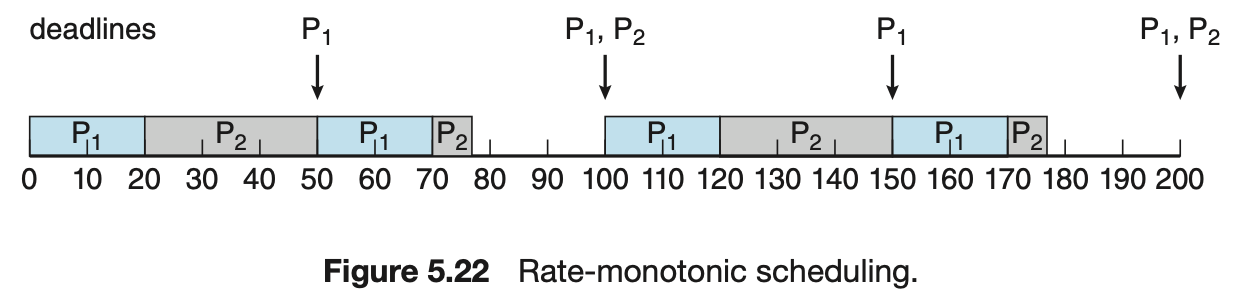 deadlines P₁ P₁, P₂ P₁ P₁, P₂
P₁ P₂ P₁ P₂ P₁ P₂ P₁ P₂
0 10 20 30 40 50 60 70 80 90 100 110 120 130 140 150 160 170 180 190 200
Figure 5.22 Rate-monotonic scheduling.